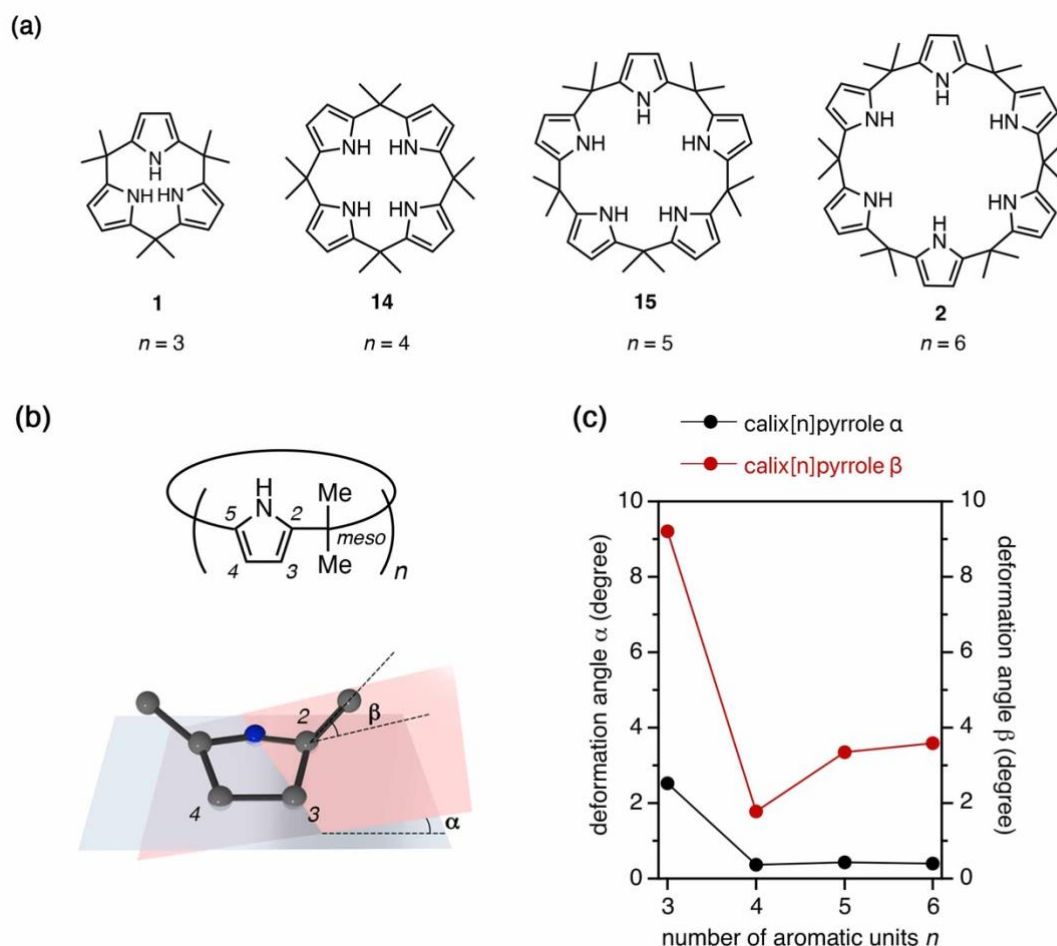 (a)
N
H
NH HN
1
n = 3
NH HN
NH HN
14
n = 4
N
H
NH HN
NH HN
15
n = 5
N
H
NH HN
NH HN
H
N
2
n = 6
(b)
H
N
Me
5 2
meso
4 3
Me
n
2
β
4 3
α
(c)
calix[n]pyrrole α
calix[n]pyrrole β
deformation angle α (degree)
10
8
6
4
2
0
10
8
6
4
2
0
deformation angle β (degree)
3 4 5 6
number of aromatic units n